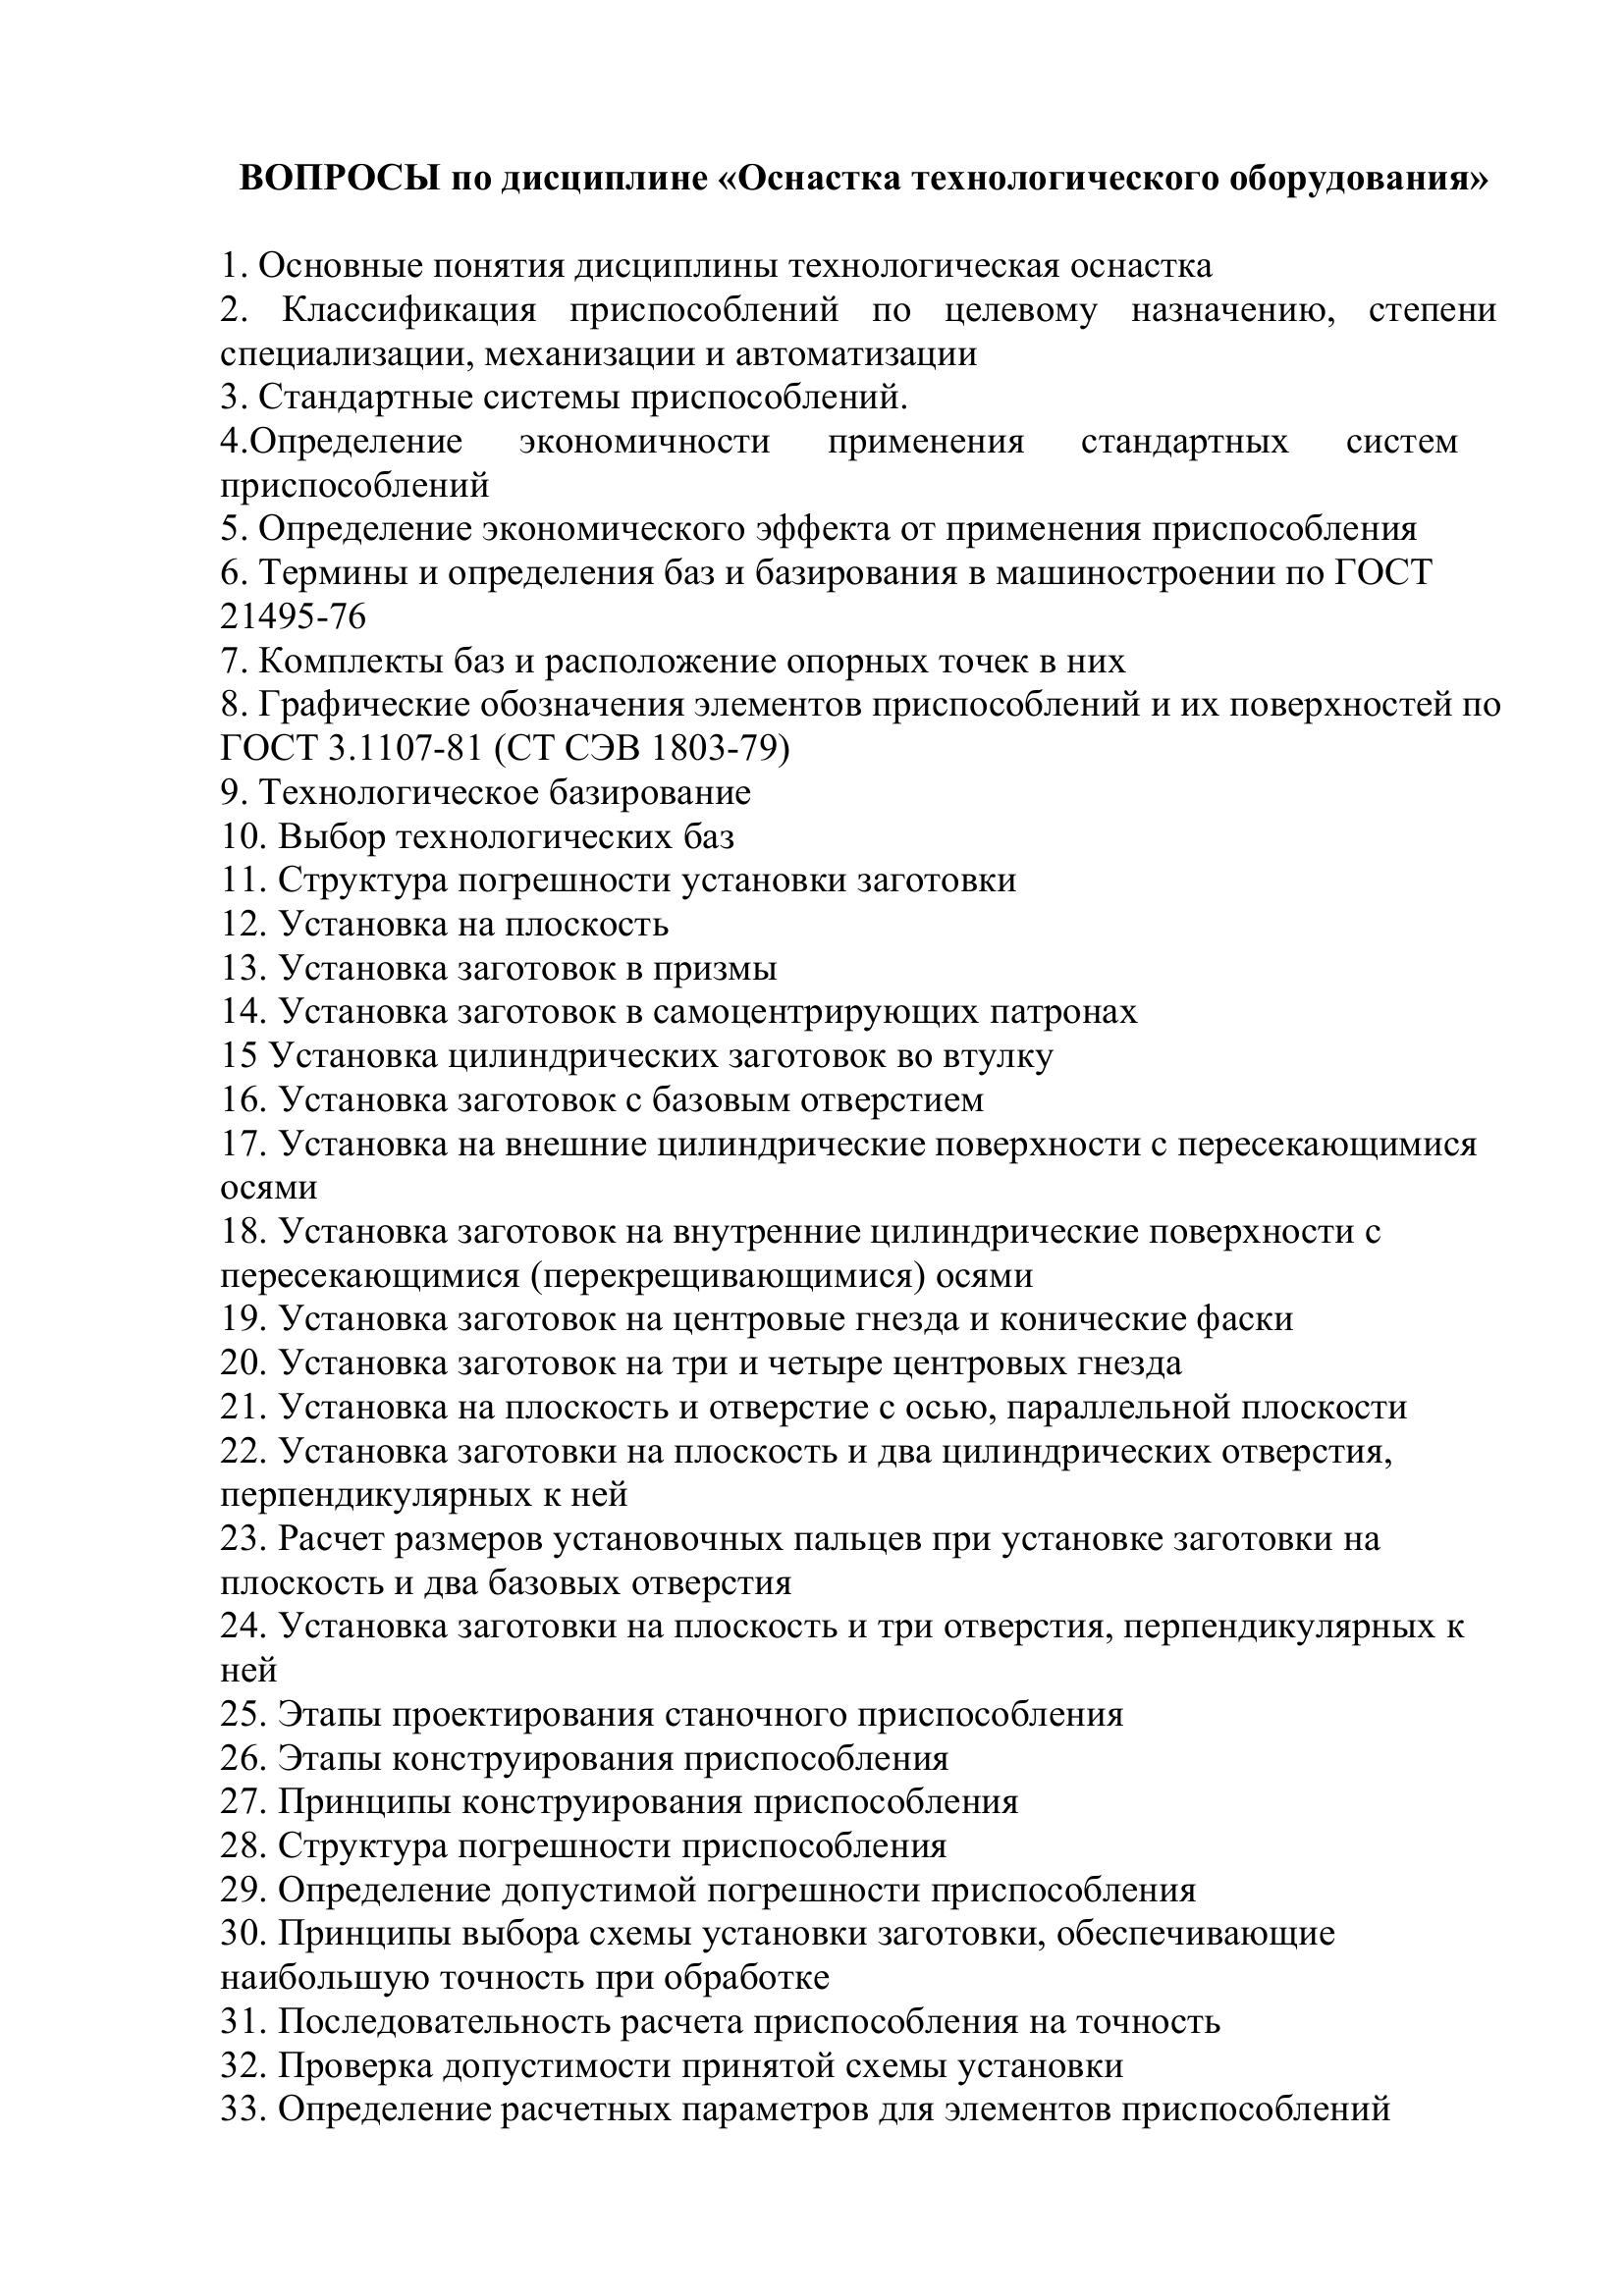 ВОПРОСЫ по дисциплине «Оснастка технологического оборудования»
1. Основные понятия дисциплины технологическая оснастка
2. Классификация приспособлений по целевому назначению, степени
специализации, механизации и автоматизации
3. Стандартные системы приспособлений.
4.Определение экономичности применения стандартных систем
приспособлений
5. Определение экономического эффекта от применения приспособления
6. Термины и определения баз и базирования в машиностроении по ГОСТ
21495-76
7. Комплекты баз и расположение опорных точек в них
8. Графические обозначения элементов приспособлений и их поверхностей по
ГОСТ 3.1107-81 (СТ СЭВ 1803-79)
9. Технологическое базирование
10. Выбор технологических баз
11. Структура погрешности установки заготовки
12. Установка на плоскость
13. Установка заготовок в призмы
14. Установка заготовок в самоцентрирующих патронах
15 Установка цилиндрических заготовок во втулку
16. Установка заготовок с базовым отверстием
17. Установка на внешние цилиндрические поверхности с пересекающимися
осями
18. Установка заготовок на внутренние цилиндрические поверхности с
пересекающимися (перекрещивающимися) осями
19. Установка заготовок на центровые гнезда и конические фаски
20. Установка заготовок на три и четыре центровых гнезда
21. Установка на плоскость и отверстие с осью, параллельной плоскости
22. Установка заготовки на плоскость и два цилиндрических отверстия,
перпендикулярных к ней
23. Расчет размеров установочных пальцев при установке заготовки на
плоскость и два базовых отверстия
24. Установка заготовки на плоскость и три отверстия, перпендикулярных к
ней
25. Этапы проектирования станочного приспособления
26. Этапы конструирования приспособления
27. Принципы конструирования приспособления
28. Структура погрешности приспособления
29. Определение допустимой погрешности приспособления
30. Принципы выбора схемы установки заготовки, обеспечивающие
наибольшую точность при обработке
31. Последовательность расчета приспособления на точность
32. Проверка допустимости принятой схемы установки
33. Определение расчетных параметров для элементов приспособлений